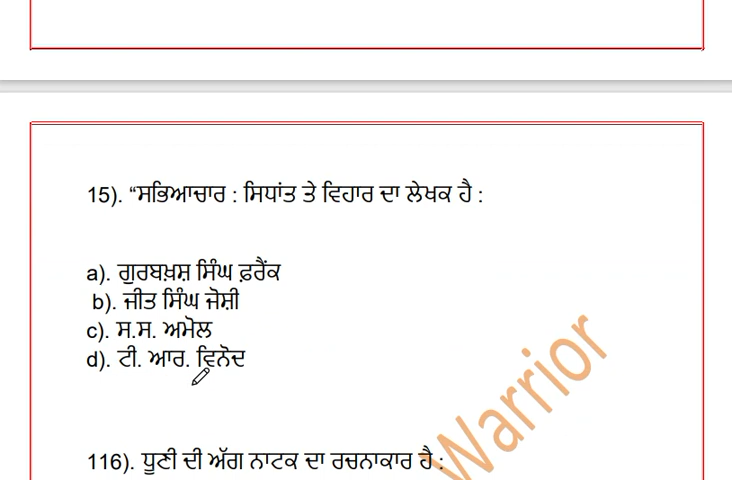 15). “ਸਭਿਆਚਾਰ : ਸਿਧਾਂਤ ਤੇ ਵਿਹਾਰ ਦਾ ਲੇਖਕ ਹੈ :
a). ਗੁਰਬਖ਼ਸ਼ ਸਿੰਘ ਫ਼ਰੈਂਕ
b). ਜੀਤ ਸਿੰਘ ਜੋਸ਼ੀ
c). ਸ.ਸ. ਅਮੋਲ
d). ਟੀ. ਆਰ. ਵਿਨੋਦ
Warrior
116). ਧੂਣੀ ਦੀ ਅੱਗ ਨਾਟਕ ਦਾ ਰਚਨਾਕਾਰ ਹੈ :